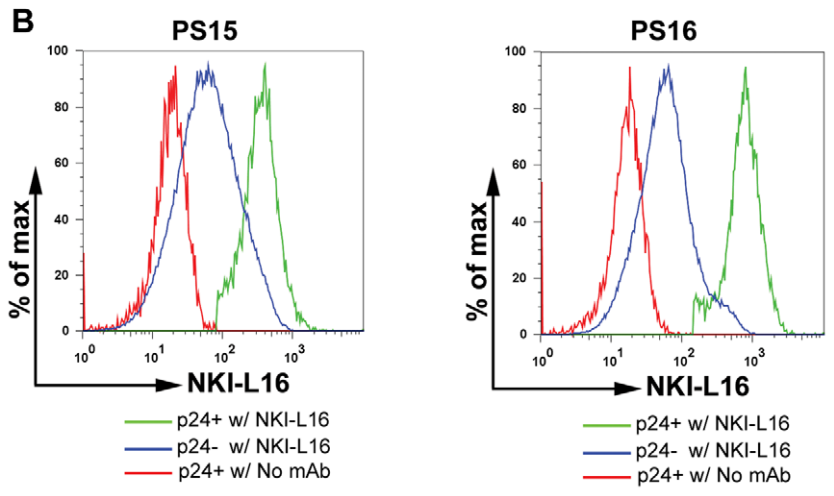 B
PS15
100
80
60
40
20
0
% of max
10^0 10^1 10^2 10^3
NKI-L16
p24+ w/ NKI-L16
p24- w/ NKI-L16
p24+ w/ No mAb
PS16
100
80
60
40
20
0
% of max
10^0 10^1 10^2 10^3
NKI-L16
p24+ w/ NKI-L16
p24- w/ NKI-L16
p24+ w/ No mAb